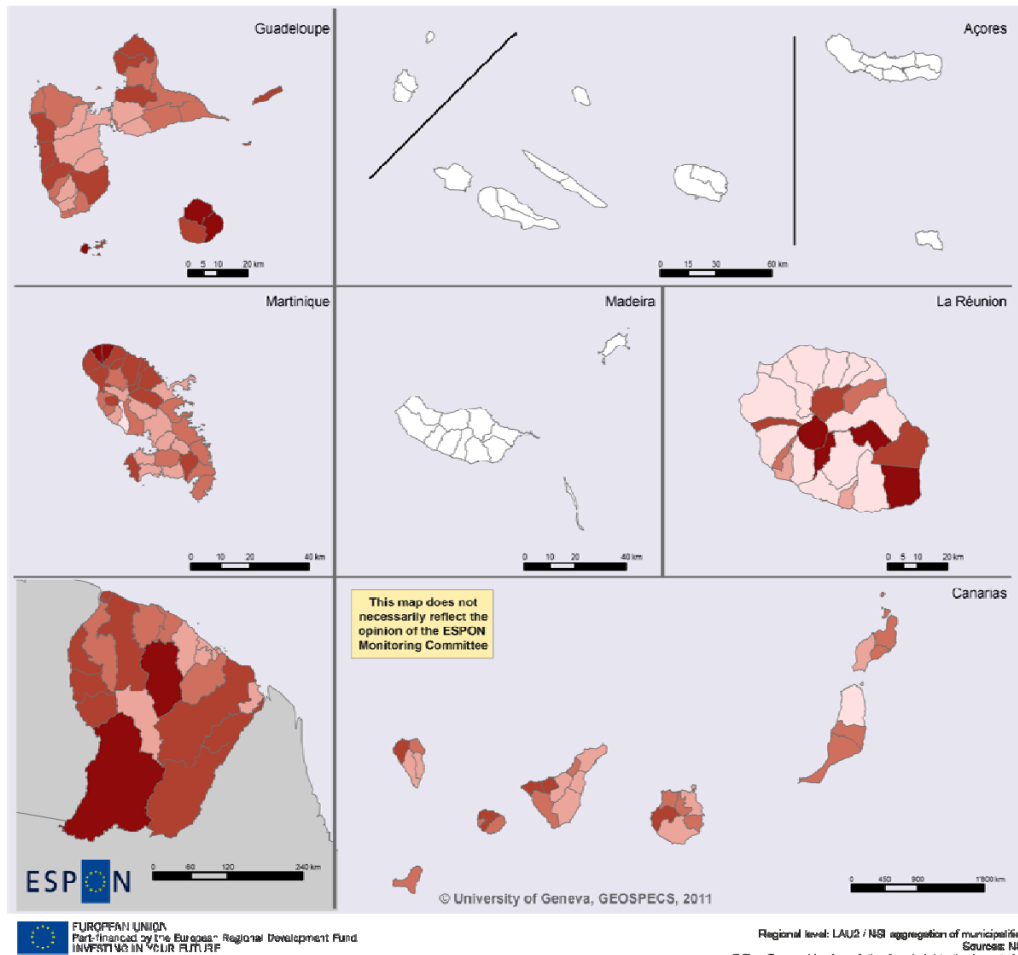 Guadeloupe
Açores
0 5 10 20 km
0 15 30 60 km
Martinique
Madeira
La Réunion
0 10 20 40 km
0 10 20 40 km
0 5 10 20 km
This map does not
necessarily reflect the
opinion of the ESPON
Monitoring Committee
Canarias
ESPON
0 60 120 240 km
© University of Geneva, GEOSPECS, 2011
0 450 900 1'800 km
EUROPEAN UNION
Part-financed by the European Regional Development Fund
INVESTING IN YOUR FUTURE
Regional level: LAU2 / NSI aggregation of
Sources: